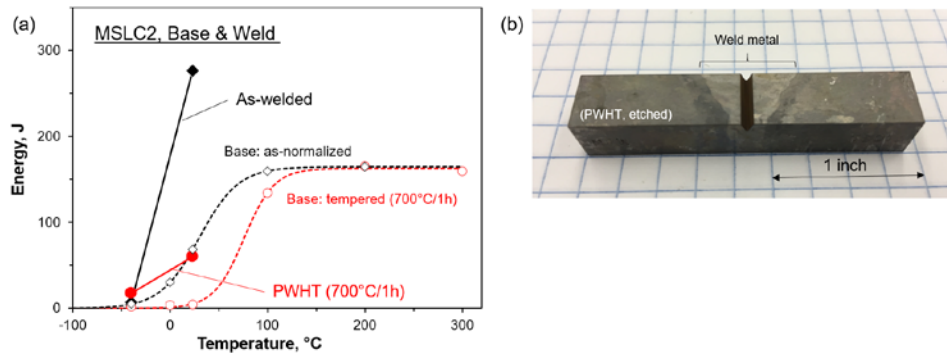 (a)
MSLC2, Base & Weld
As-welded
Base: as-normalized
Base: tempered (700°C/1h)
PWHT (700°C/1h)
Energy, J
300
200
100
0
-100 0 100 200 300
Temperature, °C
(b)
Weld metal
(PWHT, etched)
1 inch